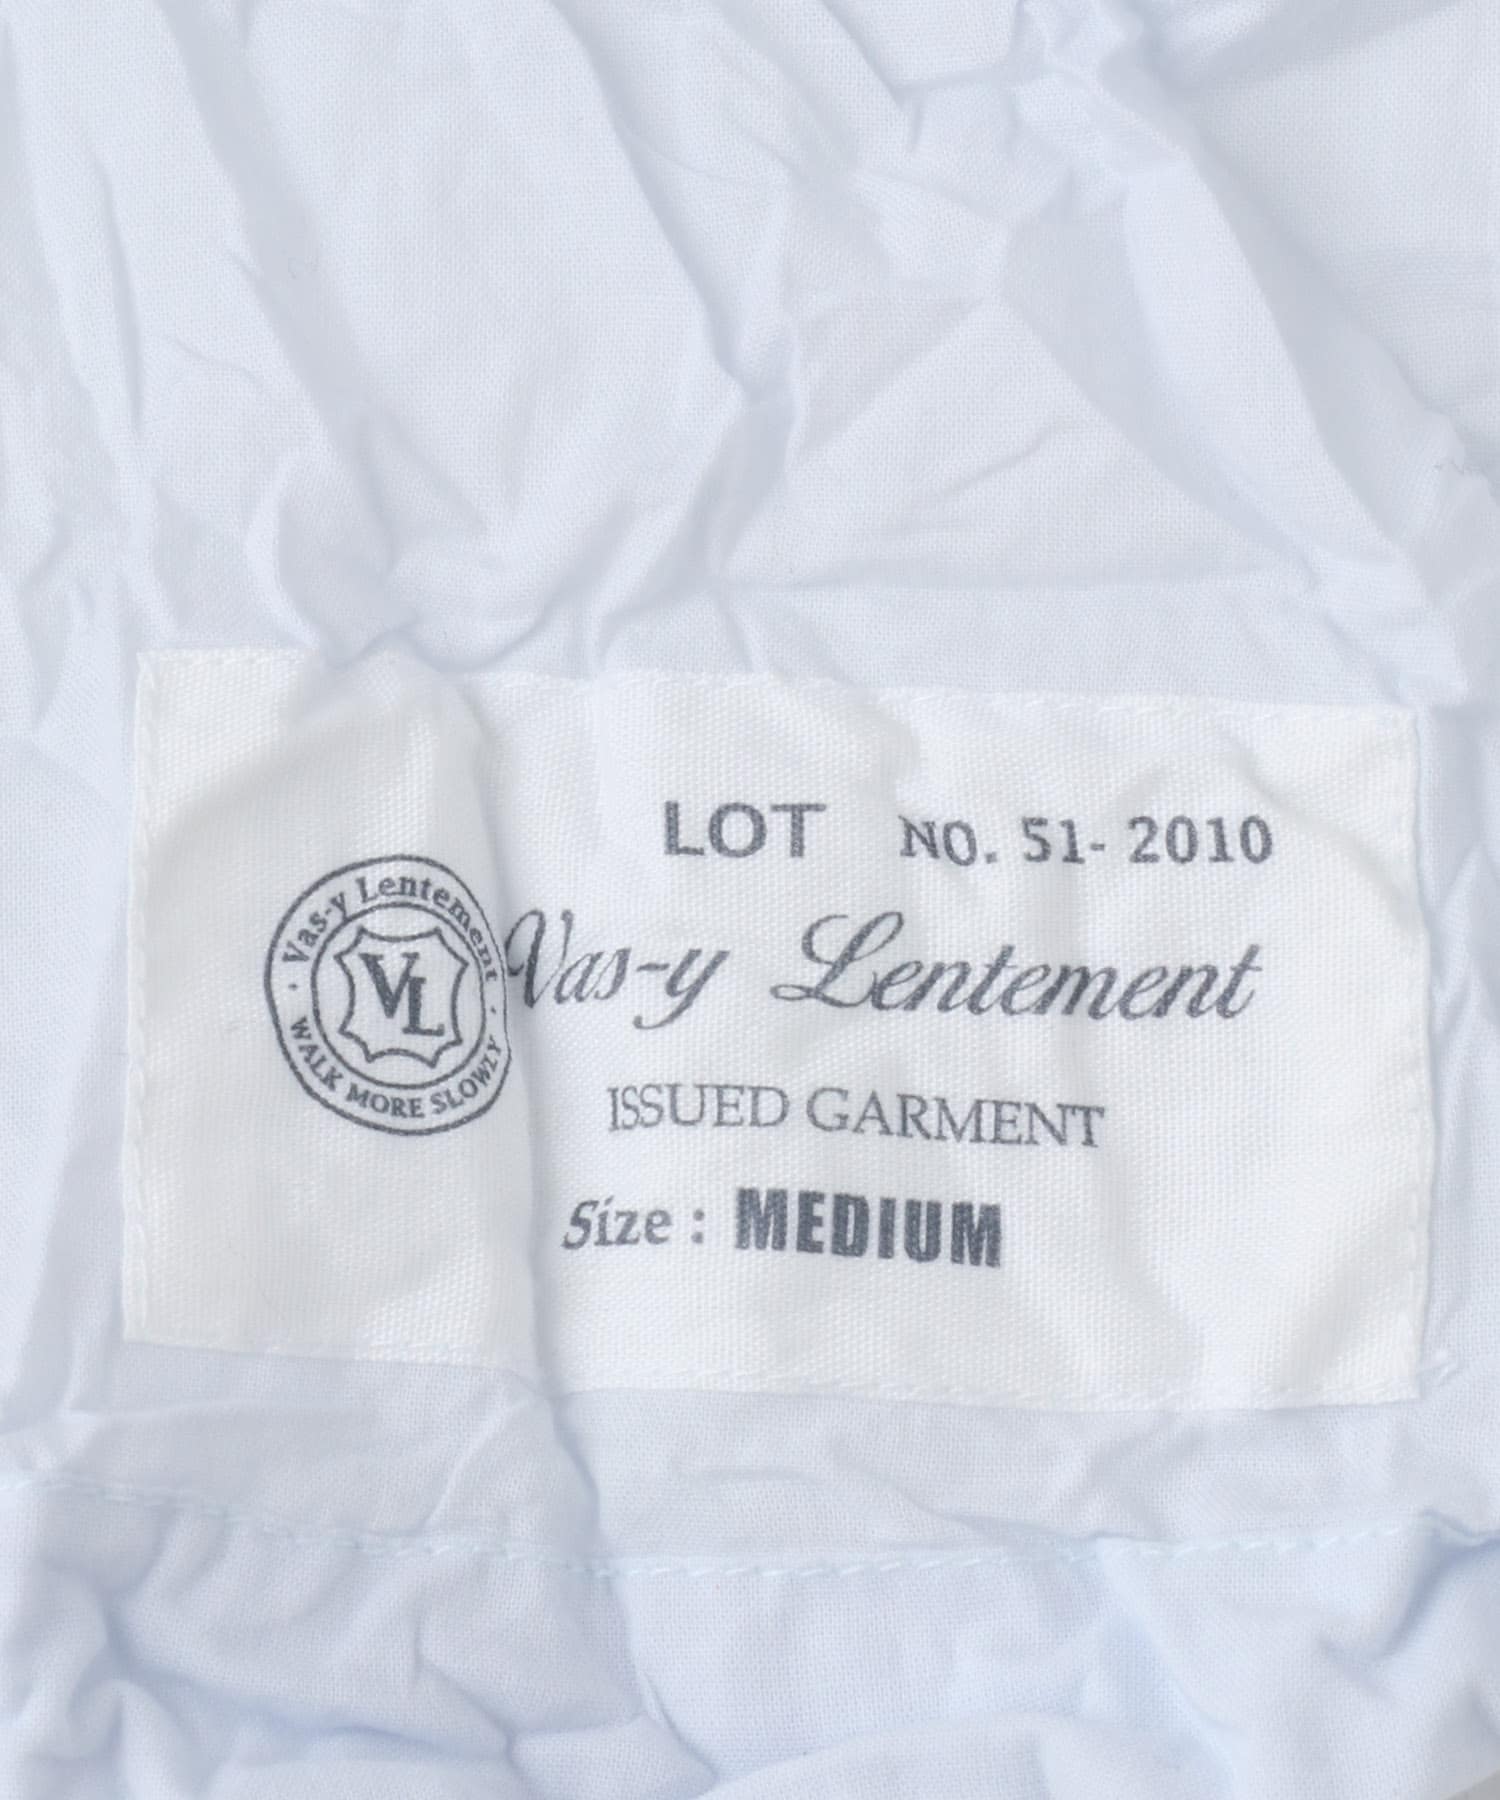 LOT NO. 51- 2010
· Vas-y Lentement ·
VL
WALK MORE SLOWLY
Vas-y Lentement
ISSUED GARMENT
Size : MEDIUM